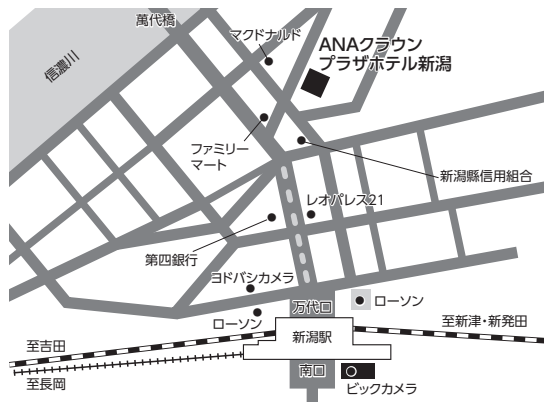 萬代橋
マクドナルド
ANAクラウン
プラザホテル新潟
信濃川
ファミリー
マート
新潟縣信用組合
レオパレス21
第四銀行
ヨドバシカメラ
万代口
ローソン
ローソン
至新津・新発田
新潟駅
至吉田
至長岡
南口
ビックカメラ